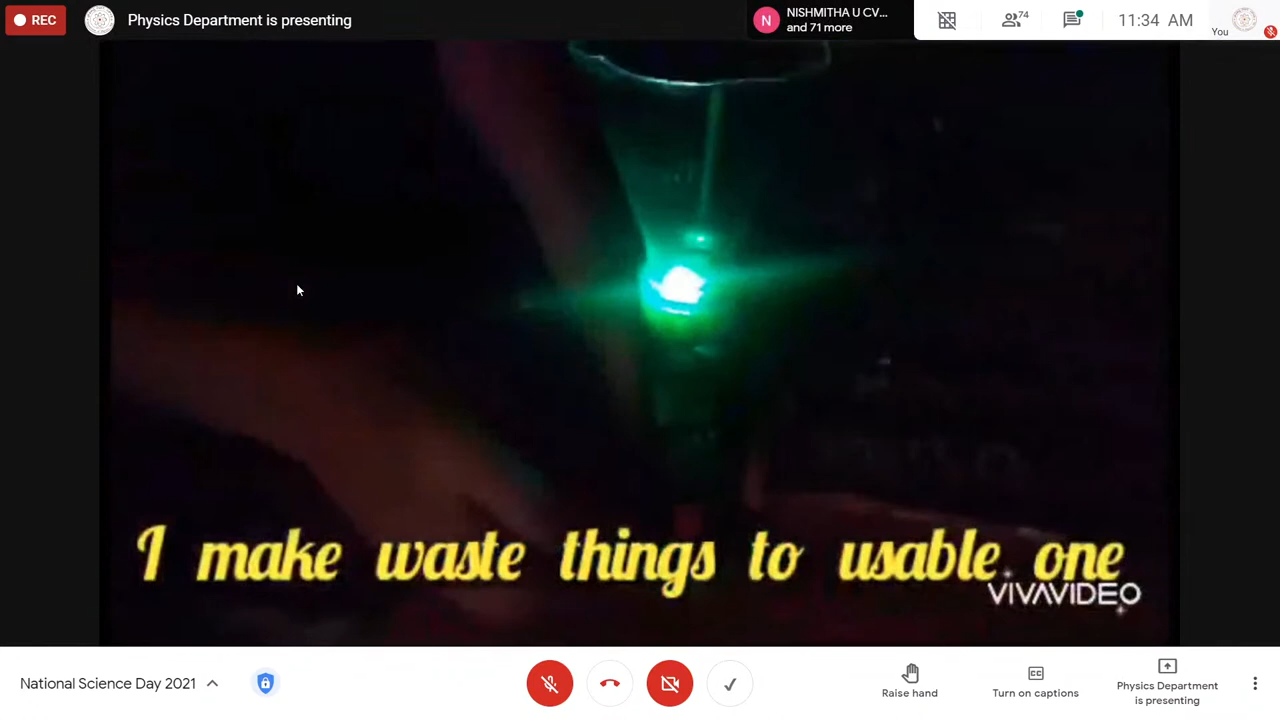 REC
Physics Department is presenting
NISHMITHA U CV...
and 71 more
N
74
11:34 AM
You
I make waste things to usable one
VIVAVIDEO
National Science Day 2021
Raise hand
CC
Turn on captions
Physics Department
is presenting